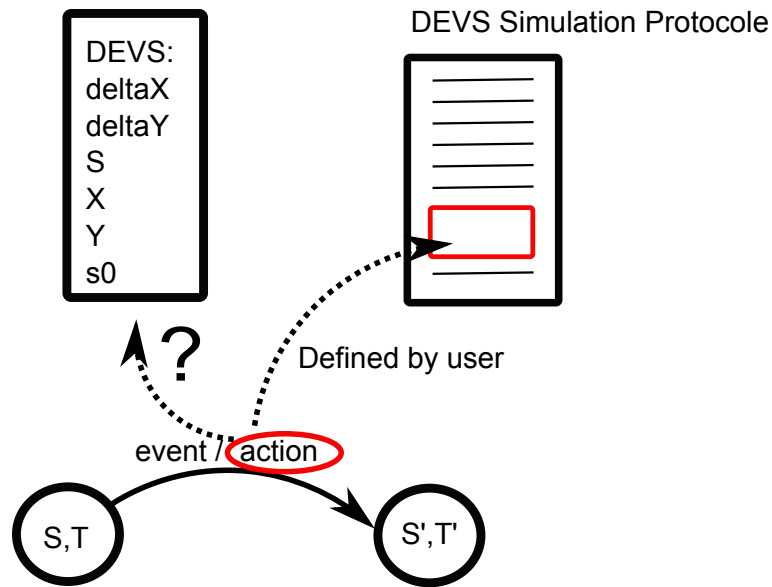 DEVS Simulation Protocole
DEVS:
deltaX
deltaY
S
X
Y
s0
?
Defined by user
event / action
S,T
S',T'